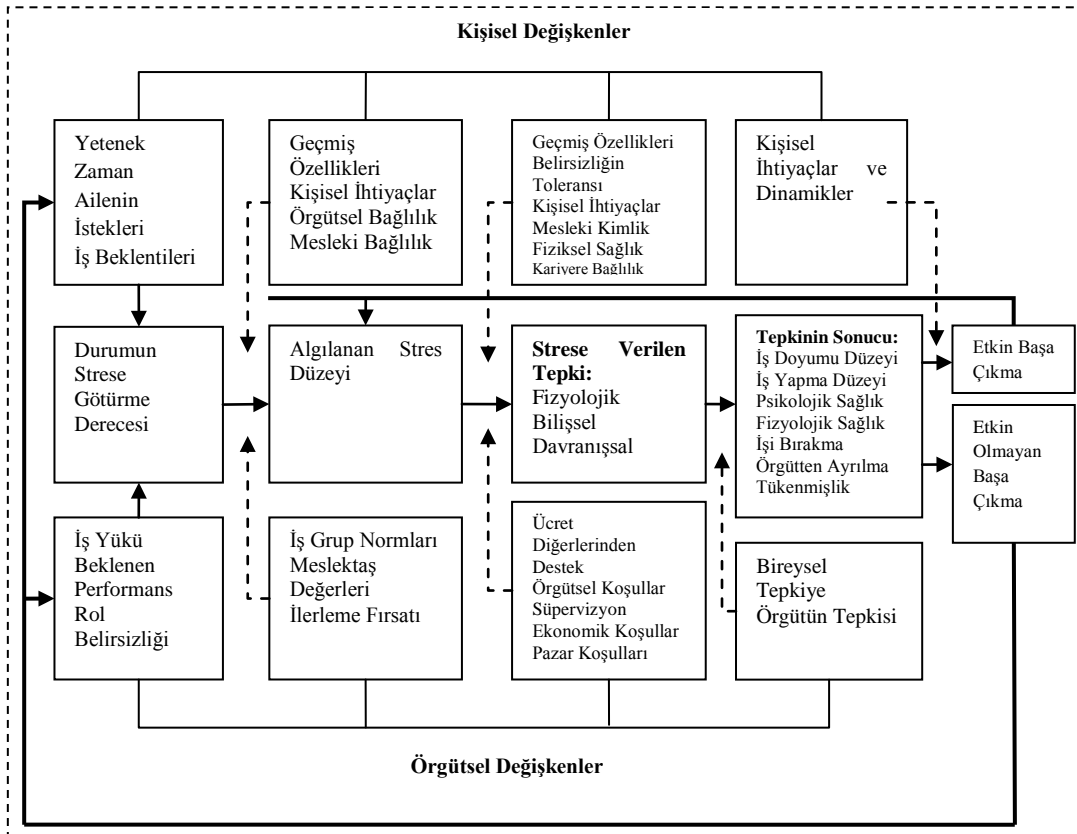 Kişisel Değişkenler
Yetenek
Zaman
Ailenin
İstekleri
İş Beklentileri
Geçmiş
Özellikleri
Kişisel İhtiyaçlar
Örgütsel Bağlılık
Mesleki Bağlılık
Geçmiş Özellikleri
Belirsizliğin
Toleransı
Kişisel İhtiyaçlar
Mesleki Kimlik
Fiziksel Sağlık
Kariyere Bağlılık
Kişisel
İhtiyaçlar ve
Dinamikler
Durumun
Strese
Götürme
Derecesi
Algılanan Stres
Düzeyi
Strese Verilen
Tepki:
Fizyolojik
Bilişsel
Davranışsal
Tepkinin Sonucu:
İş Doyumu Düzeyi
İş Yapma Düzeyi
Psikolojik Sağlık
Fizyolojik Sağlık
İşi Bırakma
Örgütten Ayrılma
Tükenmişlik
Etkin Başa
Çıkma
Etkin
Olmayan
Başa
Çıkma
İş Yükü
Beklenen
Performans
Rol
Belirsizliği
İş Grup Normları
Meslektaş
Değerleri
İlerleme Fırsatı
Ücret
Diğerlerinden
Destek
Örgütsel Koşullar
Süpervizyon
Ekonomik Koşullar
Pazar Koşulları
Bireysel
Tepkiye
Örgütün Tepkisi
Örgütsel Değişkenler